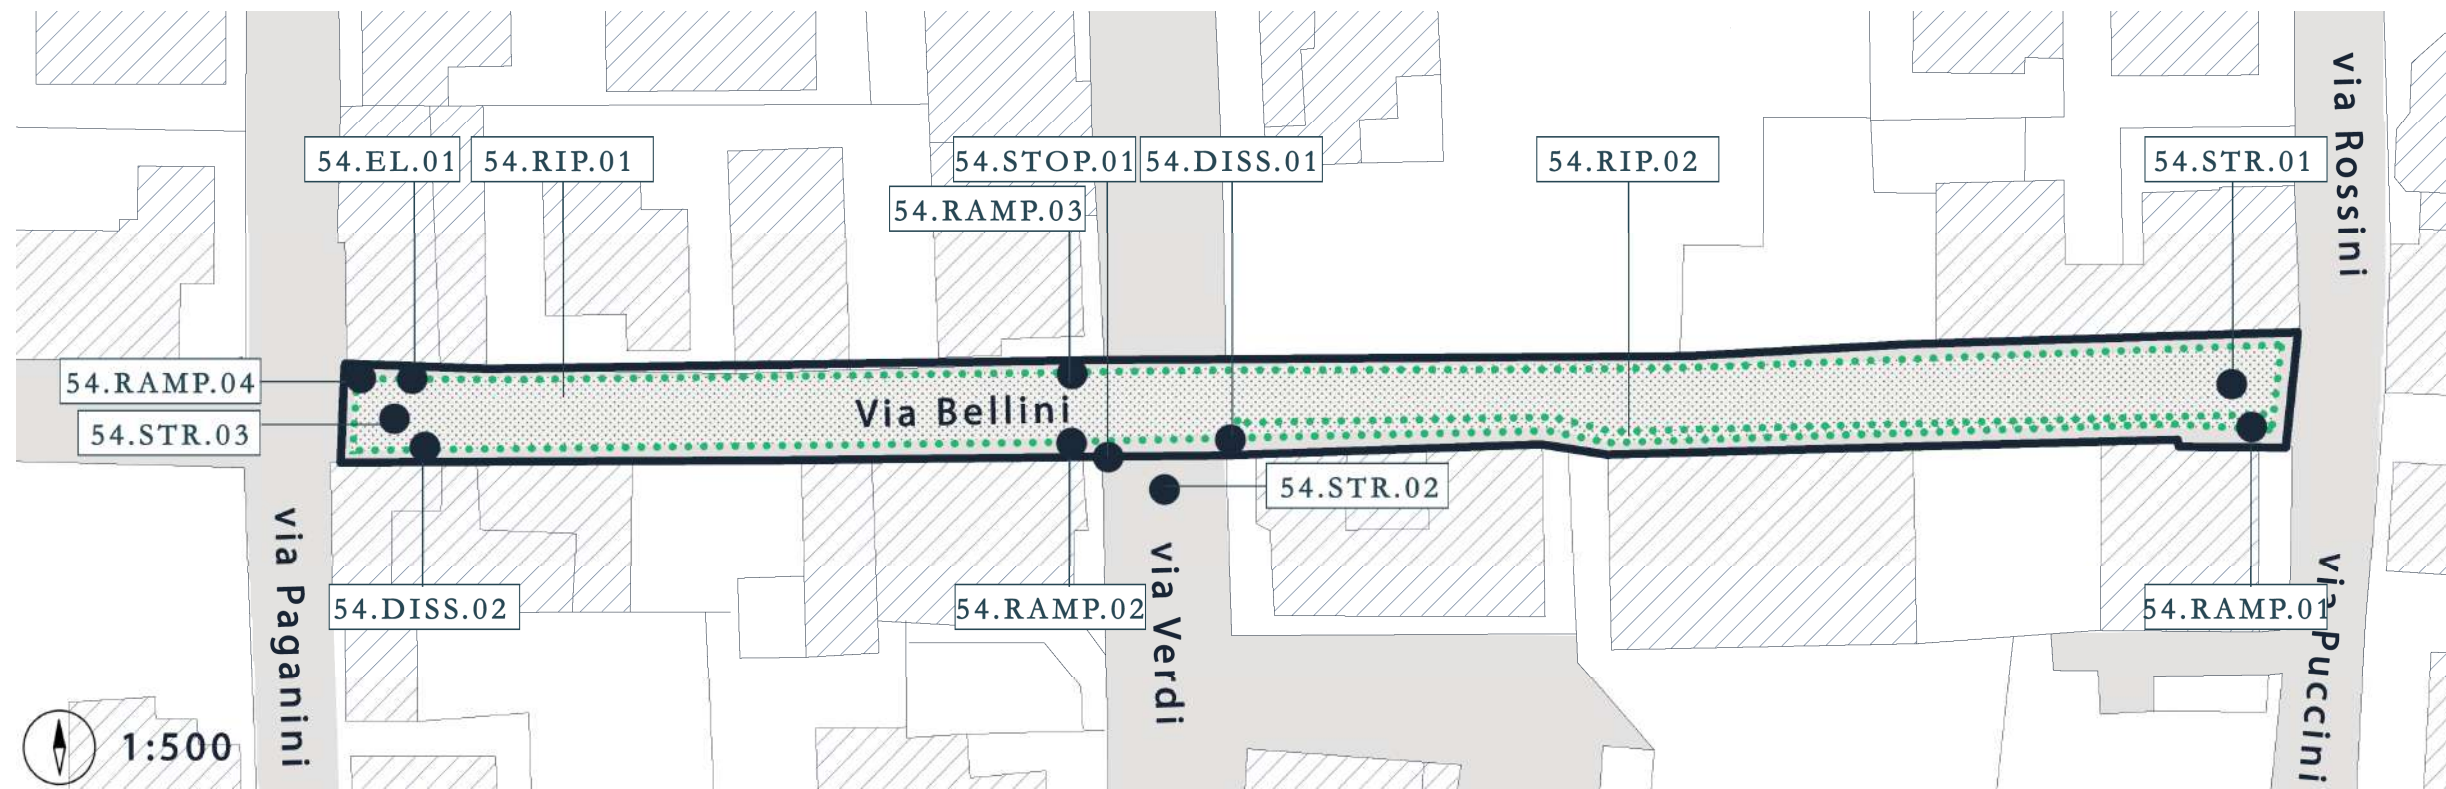 via Rossini
54.EL.01
54.RIP.01
54.STOP.01
54.DISS.01
54.RIP.02
54.STR.01
54.RAMP.03
54.RAMP.04
Via Bellini
54.STR.03
54.STR.02
via Paganini
via Verdi
via Puccini
54.DISS.02
54.RAMP.02
54.RAMP.01
1:500